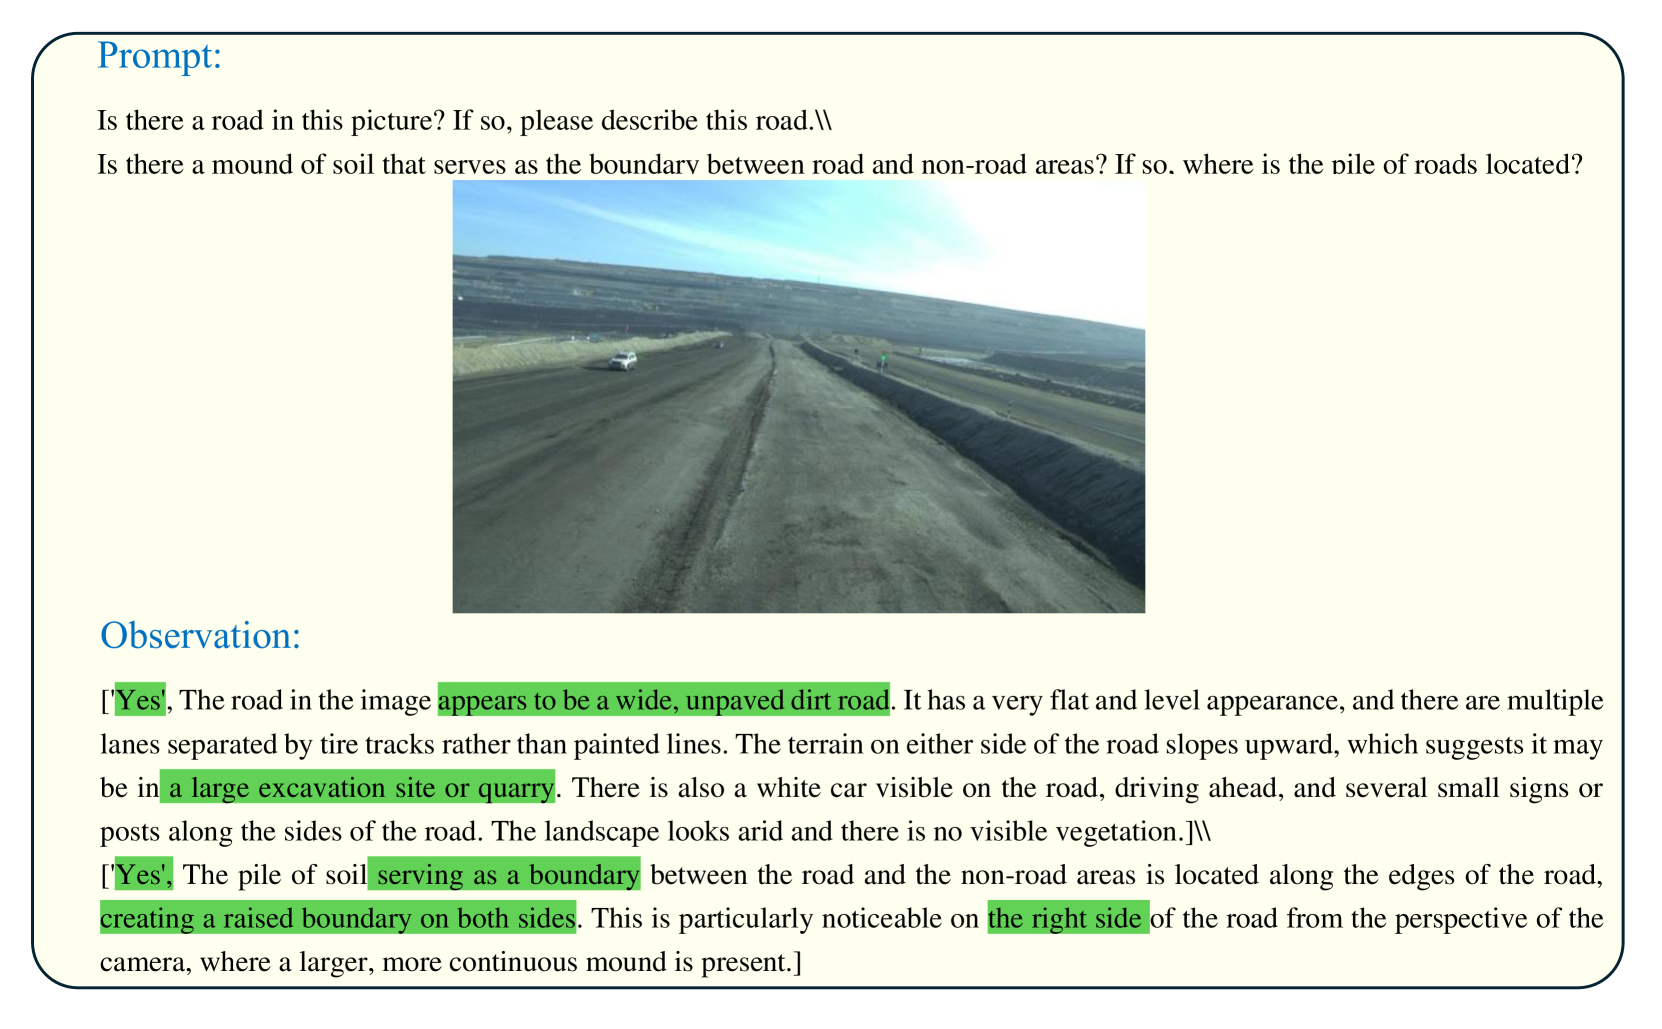 Prompt:
Is there a road in this picture? If so, please describe this road.\\
Is there a mound of soil that serves as the boundary between road and non-road areas? If so, where is the pile of roads located?
Observation:
['Yes', The road in the image appears to be a wide, unpaved dirt road. It has a very flat and level appearance, and there are multiple
lanes separated by tire tracks rather than painted lines. The terrain on either side of the road slopes upward, which suggests it may
be in a large excavation site or quarry. There is also a white car visible on the road, driving ahead, and several small signs or
posts along the sides of the road. The landscape looks arid and there is no visible vegetation.]\\
['Yes', The pile of soil serving as a boundary between the road and the non-road areas is located along the edges of the road,
creating a raised boundary on both sides. This is particularly noticeable on the right side of the road from the perspective of the
camera, where a larger, more continuous mound is present.]